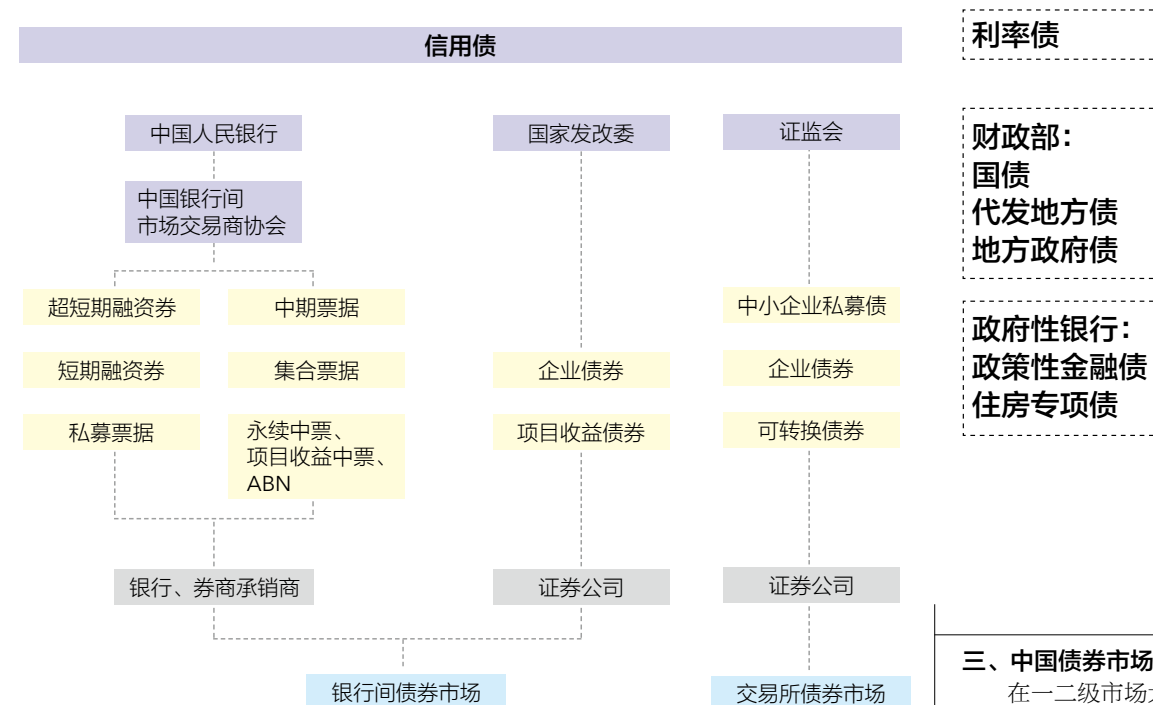 信用债
中国人民银行
国家发改委
证监会
中国银行间
市场交易商协会
超短期融资券
中期票据
中小企业私募债
短期融资券
集合票据
企业债券
企业债券
私募票据
永续中票、
项目收益中票、
ABN
项目收益债券
可转换债券
银行、券商承销商
证券公司
证券公司
银行间债券市场
交易所债券市场
利率债
财政部：
国债
代发地方债
地方政府债
政府性银行：
政策性金融债
住房专项债
三、中国债券市场
在一二级市场